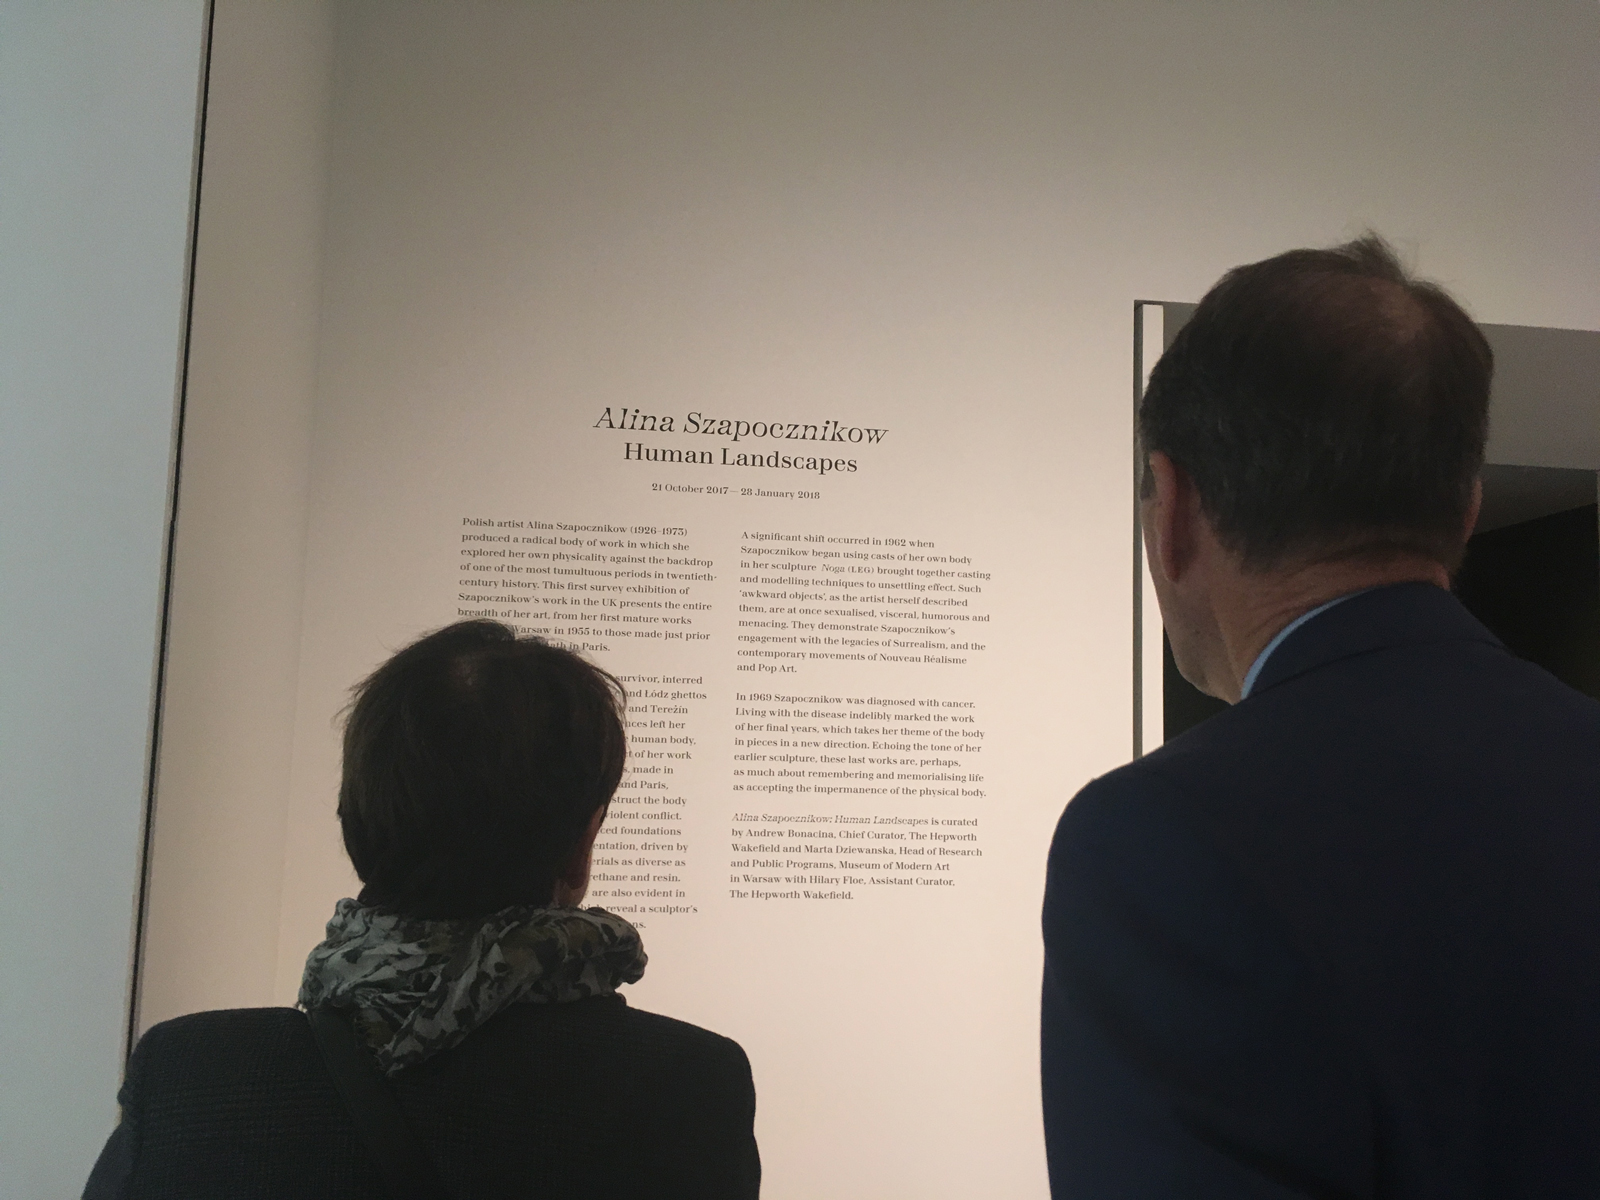 Alina Szapocznikow
Human Landscapes
21 October 2017 — 28 January 2018
Polish artist Alina Szapocznikow (1926–1973)
produced a radical body of work in which she
explored her own physicality against the backdrop
of one of the most tumultuous periods in twentieth-
century history. This first survey exhibition of
Szapocznikow's work in the UK presents the entire
breadth of her art, from her first mature works
Warsaw in 1955 to those made just prior
in Paris.
survivor, interred
and Łódz ghettos
and Terežín
left her
human body.
of her work
made in
and Paris,
the body
violent conflict.
foundations
driven by
as diverse as
and resin.
are also evident in
reveal a sculptor's
A significant shift occurred in 1962 when
Szapocznikow began using casts of her own body
in her sculpture Noga (LEG) brought together casting
and modelling techniques to unsettling effect. Such
'awkward objects', as the artist herself described
them, are at once sexualised, visceral, humorous and
menacing. They demonstrate Szapocznikow's
engagement with the legacies of Surrealism, and the
contemporary movements of Nouveau Réalisme
and Pop Art.
In 1969 Szapocznikow was diagnosed with cancer.
Living with the disease indelibly marked the work
of her final years, which takes her theme of the body
in pieces in a new direction. Echoing the tone of her
earlier sculpture, these last works are, perhaps,
as much about remembering and memorialising life
as accepting the impermanence of the physical body.
Alina Szapocznikow: Human Landscapes is curated
by Andrew Bonacina, Chief Curator, The Hepworth
Wakefield and Marta Dziewanska, Head of Research
and Public Programs, Museum of Modern Art
in Warsaw with Hilary Floe, Assistant Curator,
The Hepworth Wakefield.